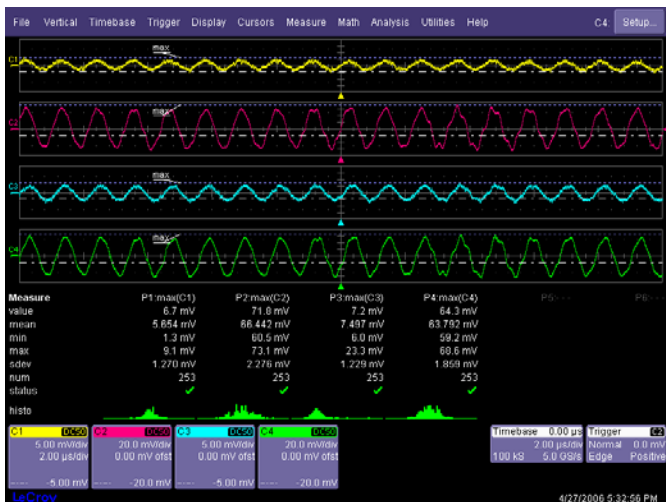 File Vertical Timebase Trigger Display Cursors Measure Math Analysis Utilities Help C4: Setup...
max
C1
max
C2
max
C3
max
C4
Measure P1:max(C1) P2:max(C2) P3:max(C3) P4:max(C4) P5:- - - P6:- - -
value 6.7 mV 71.8 mV 7.2 mV 64.3 mV
mean 5.654 mV 66.442 mV 7.497 mV 63.792 mV
min 1.3 mV 60.5 mV 6.0 mV 59.2 mV
max 9.1 mV 73.1 mV 23.3 mV 68.6 mV
sdev 1.270 mV 2.276 mV 1.229 mV 1.859 mV
num 253 253 253 253
status
histo
C1 DC50 C2 DC50 C3 DC50 C4 DC50 Timebase 0.00 µs Trigger C2
5.00 mV/div 20.0 mV/div 5.00 mV/div 20.0 mV/div 2.00 µs/div Normal 0.0 mV
2.00 µs/div 0.00 mV ofst 0.00 mV ofst 0.00 mV ofst 100 kS 5.0 GS/s Edge Positive
-5.00 mV -20.0 mV -5.00 mV -20.0 mV
LeCroy 4/27/2006 5:32:56 PM